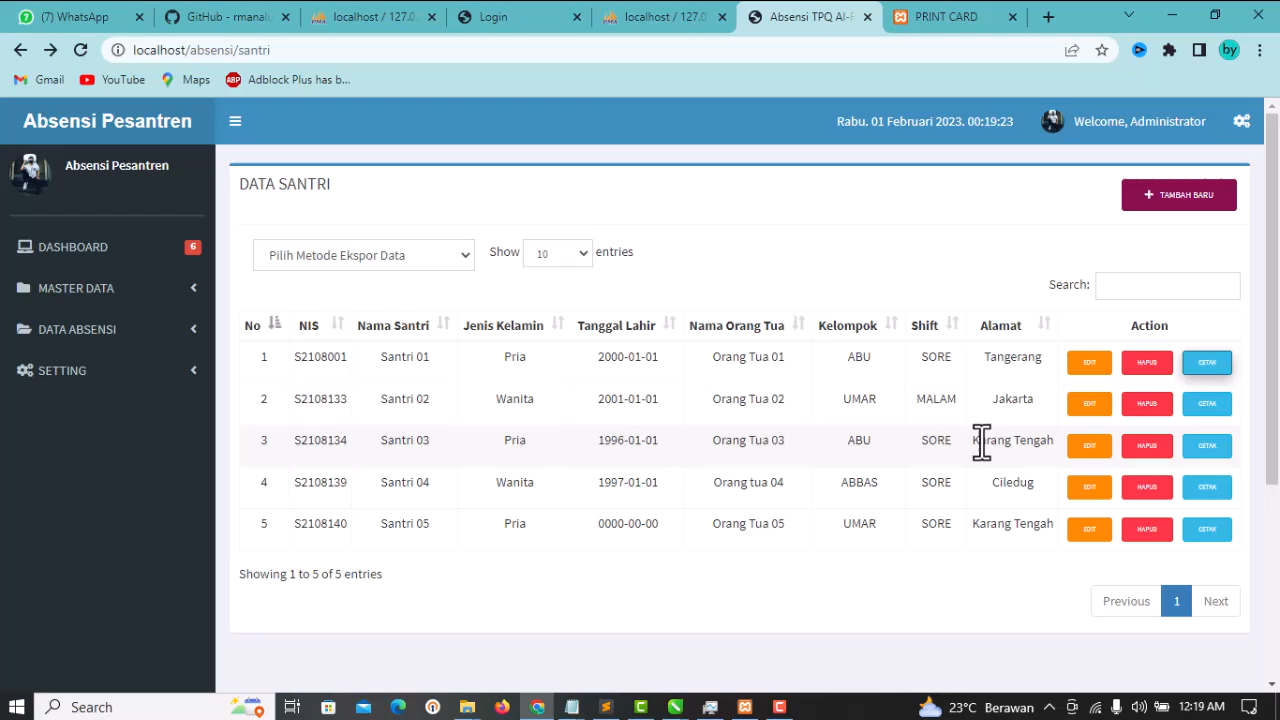 (7) WhatsApp
GitHub - rmanalu
localhost / 127.0.
Login
localhost / 127.0
Absensi TPQ Al-F
PRINT CARD
localhost/absensi/santri
by
Gmail
YouTube
Maps
ABP
Adblock Plus has b...
Absensi Pesantren
Rabu. 01 Februari 2023. 00:19:23
Welcome, Administrator
Absensi Pesantren
DASHBOARD
6
MASTER DATA
DATA ABSENSI
SETTING
DATA SANTRI
+ TAMBAH BARU
Pilih Metode Ekspor Data
Show 10 entries
Search:
No NIS Nama Santri Jenis Kelamin Tanggal Lahir Nama Orang Tua Kelompok Shift Alamat Action
1 S2108001 Santri 01 Pria 2000-01-01 Orang Tua 01 ABU SORE Tangerang EDIT HAPUS CETAK
2 S2108133 Santri 02 Wanita 2001-01-01 Orang Tua 02 UMAR MALAM Jakarta EDIT HAPUS CETAK
3 S2108134 Santri 03 Pria 1996-01-01 Orang Tua 03 ABU SORE Karang Tengah EDIT HAPUS CETAK
4 S2108139 Santri 04 Wanita 1997-01-01 Orang tua 04 ABBAS SORE Ciledug EDIT HAPUS CETAK
5 S2108140 Santri 05 Pria 0000-00-00 Orang Tua 05 UMAR SORE Karang Tengah EDIT HAPUS CETAK
Showing 1 to 5 of 5 entries
Previous 1 Next
Search
23°C Berawan
12:19 AM